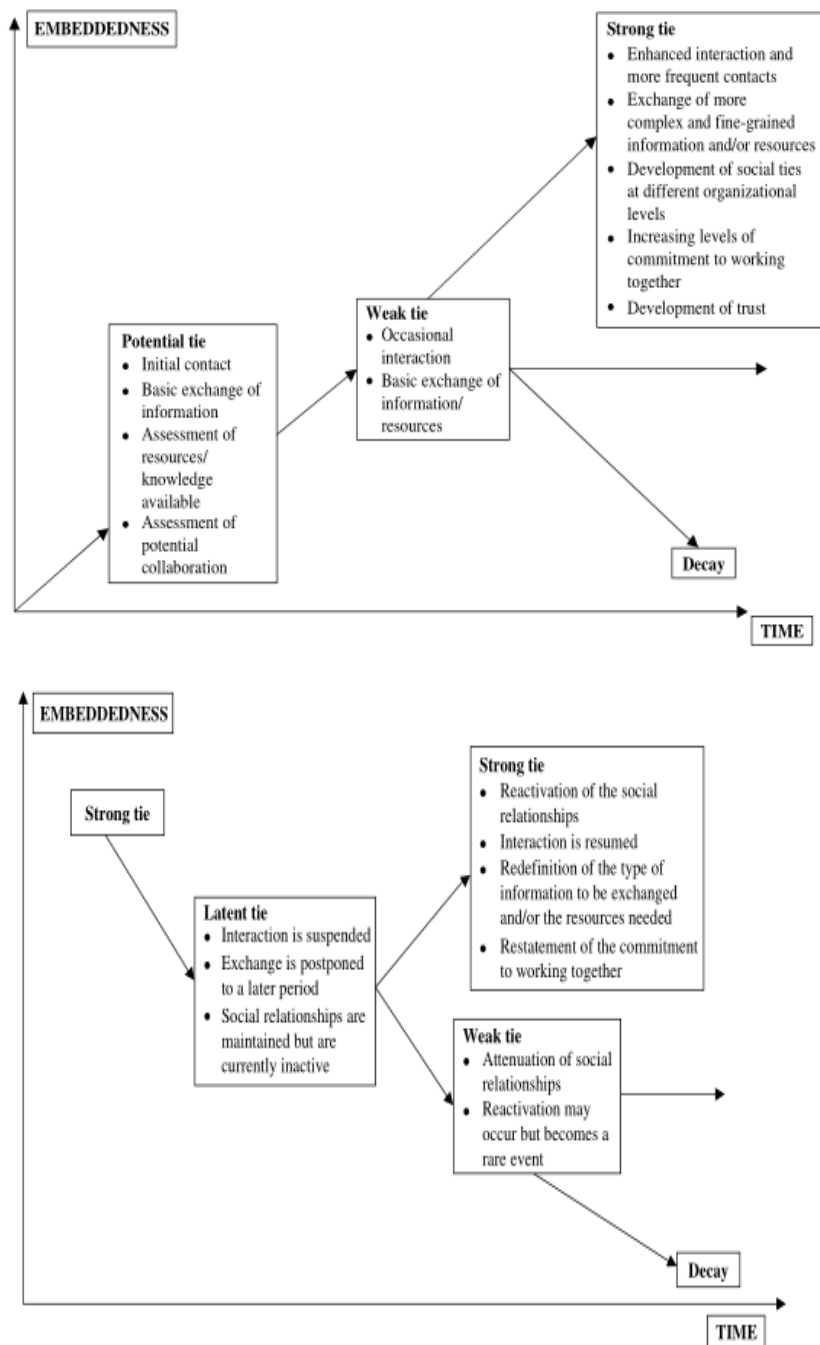 EMBEDDEDNESS
Strong tie
• Enhanced interaction and
more frequent contacts
• Exchange of more
complex and fine-grained
information and/or resources
• Development of social ties
at different organizational
levels
• Increasing levels of
commitment to working
together
• Development of trust
Weak tie
• Occasional
interaction
• Basic exchange of
information/
resources
Potential tie
• Initial contact
• Basic exchange of
information
• Assessment of
resources/
knowledge
available
• Assessment of
potential
collaboration
Decay
TIME
EMBEDDEDNESS
Strong tie
Strong tie
• Reactivation of the social
relationships
• Interaction is resumed
• Redefinition of the type of
information to be exchanged
and/or the resources needed
• Restatement of the commitment
to working together
Latent tie
• Interaction is suspended
• Exchange is postponed
to a later period
• Social relationships are
maintained but are
currently inactive
Weak tie
• Attenuation of social
relationships
• Reactivation may
occur but becomes a
rare event
Decay
TIME